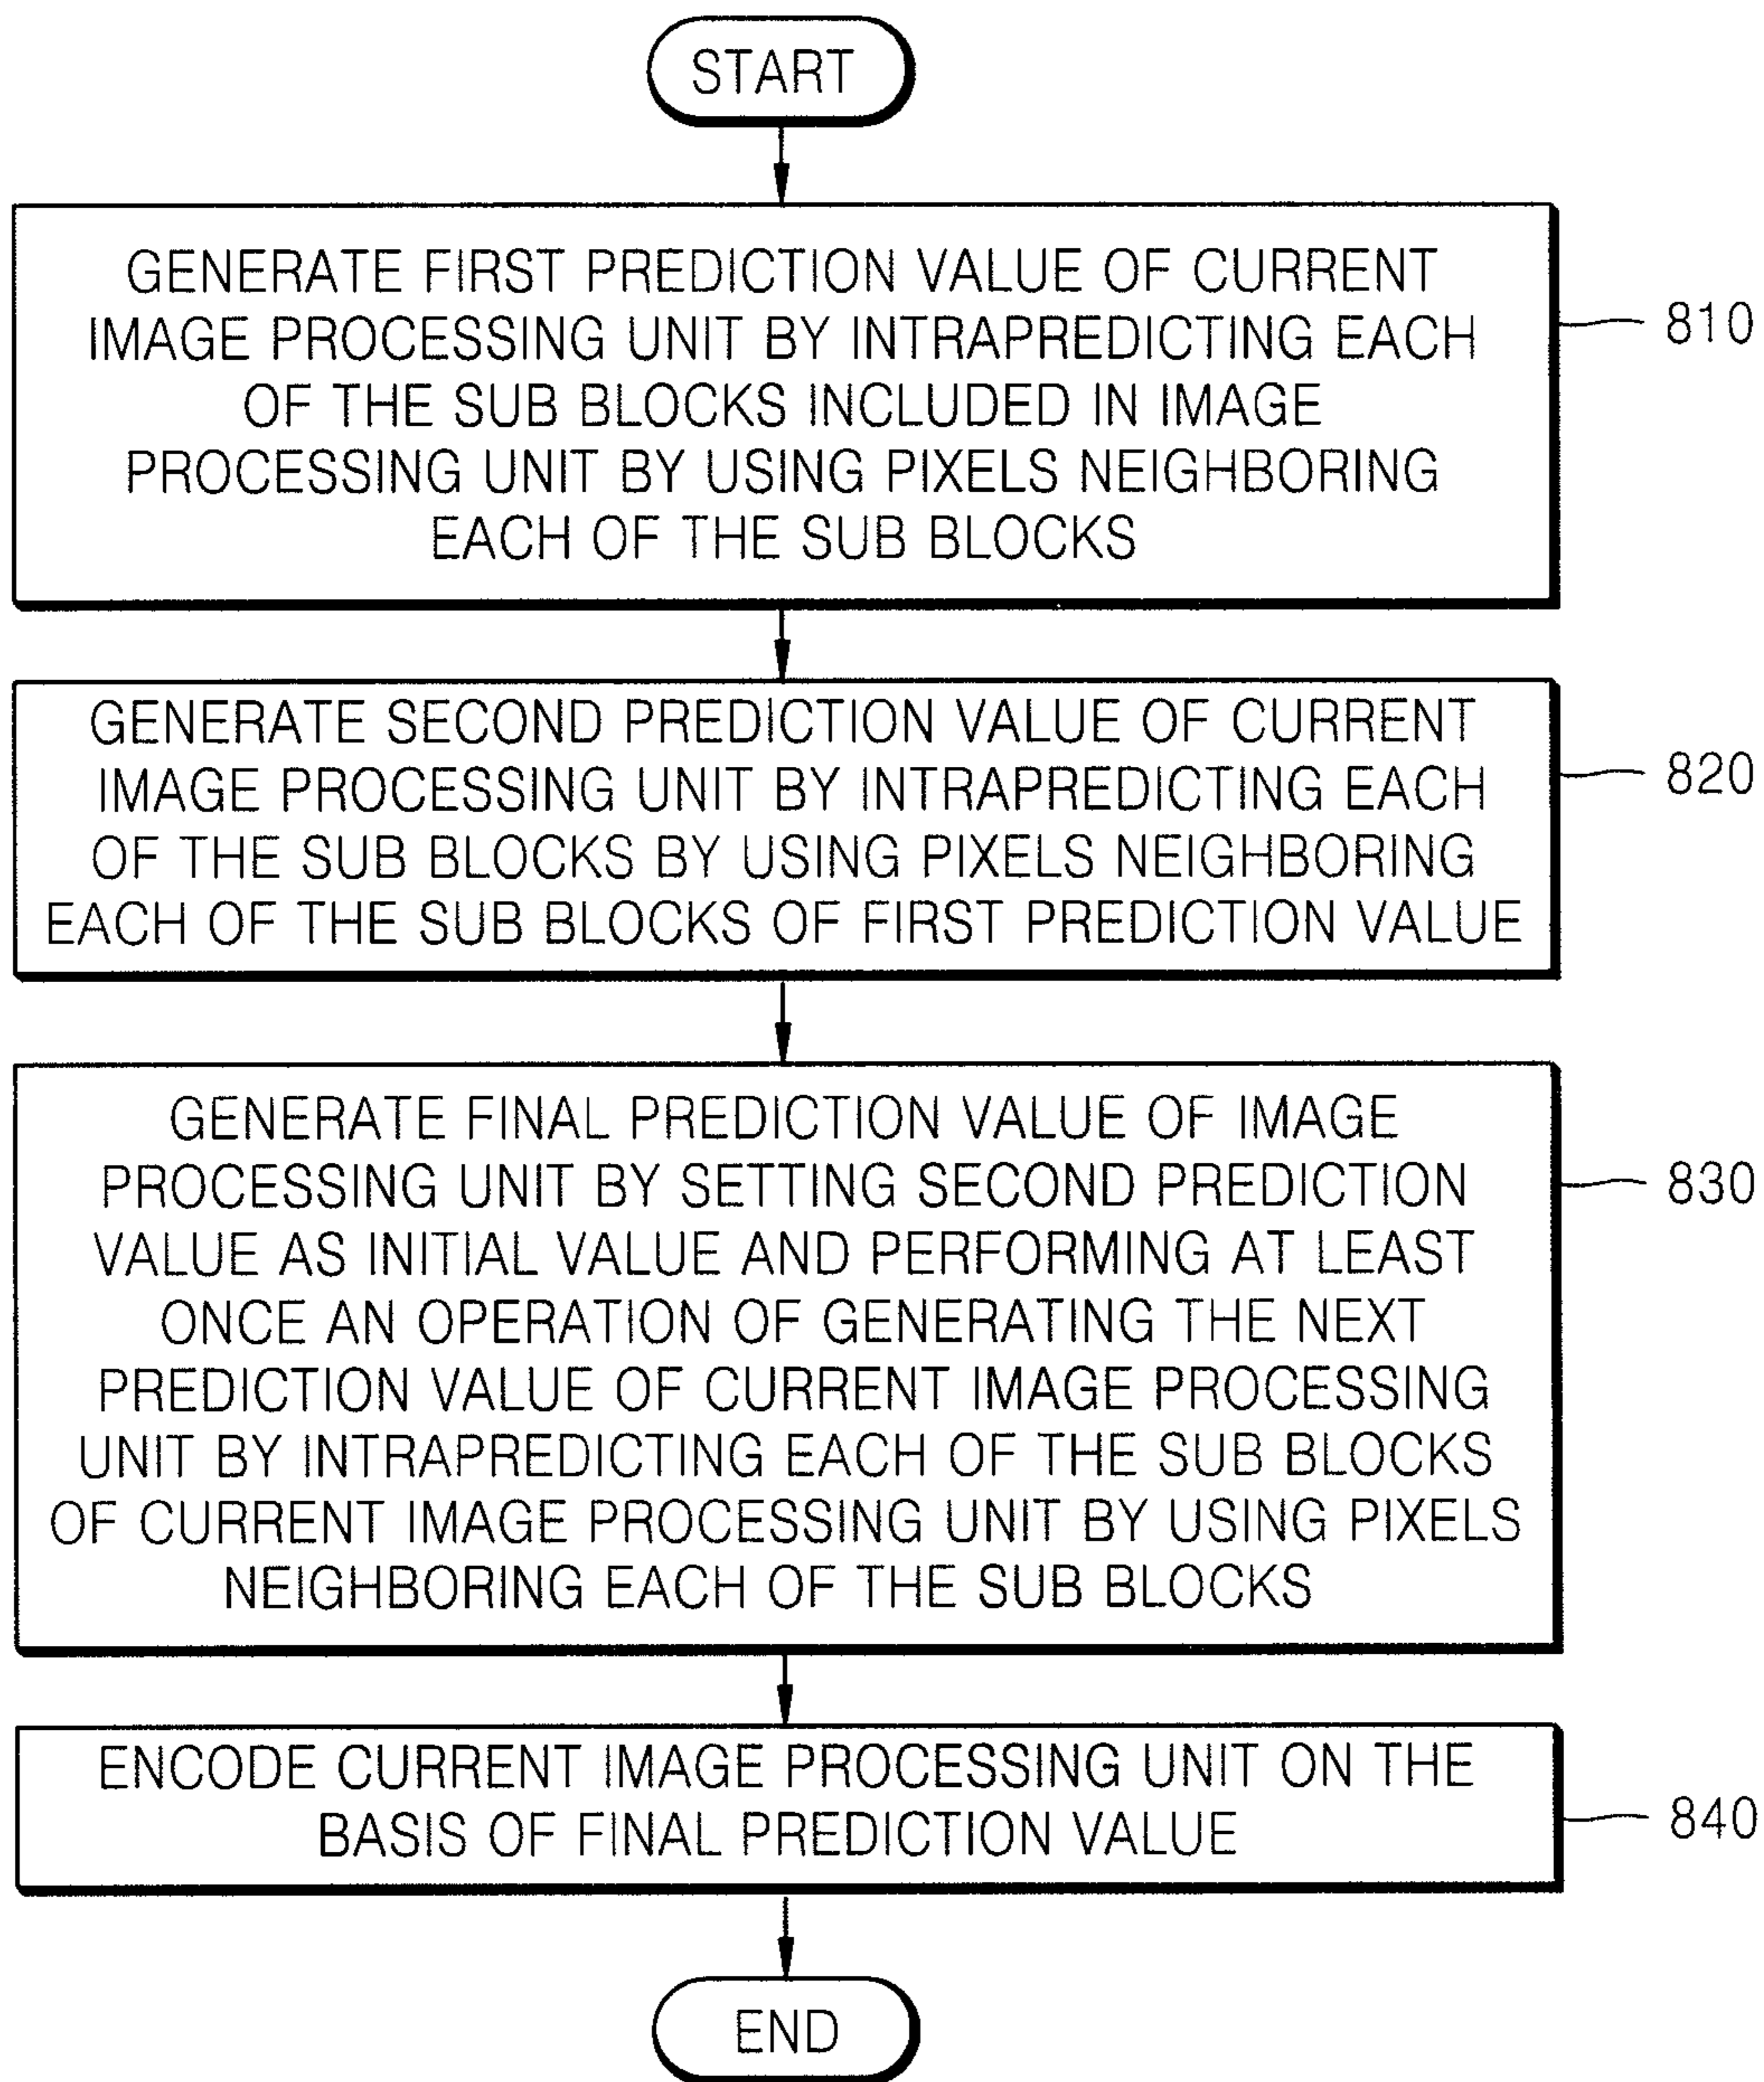 START
GENERATE FIRST PREDICTION VALUE OF CURRENT
IMAGE PROCESSING UNIT BY INTRAPREDICTING EACH
OF THE SUB BLOCKS INCLUDED IN IMAGE
PROCESSING UNIT BY USING PIXELS NEIGHBORING
EACH OF THE SUB BLOCKS
810
GENERATE SECOND PREDICTION VALUE OF CURRENT
IMAGE PROCESSING UNIT BY INTRAPREDICTING EACH
OF THE SUB BLOCKS BY USING PIXELS NEIGHBORING
EACH OF THE SUB BLOCKS OF FIRST PREDICTION VALUE
820
GENERATE FINAL PREDICTION VALUE OF IMAGE
PROCESSING UNIT BY SETTING SECOND PREDICTION
VALUE AS INITIAL VALUE AND PERFORMING AT LEAST
ONCE AN OPERATION OF GENERATING THE NEXT
PREDICTION VALUE OF CURRENT IMAGE PROCESSING
UNIT BY INTRAPREDICTING EACH OF THE SUB BLOCKS
OF CURRENT IMAGE PROCESSING UNIT BY USING PIXELS
NEIGHBORING EACH OF THE SUB BLOCKS
830
ENCODE CURRENT IMAGE PROCESSING UNIT ON THE
BASIS OF FINAL PREDICTION VALUE
840
END